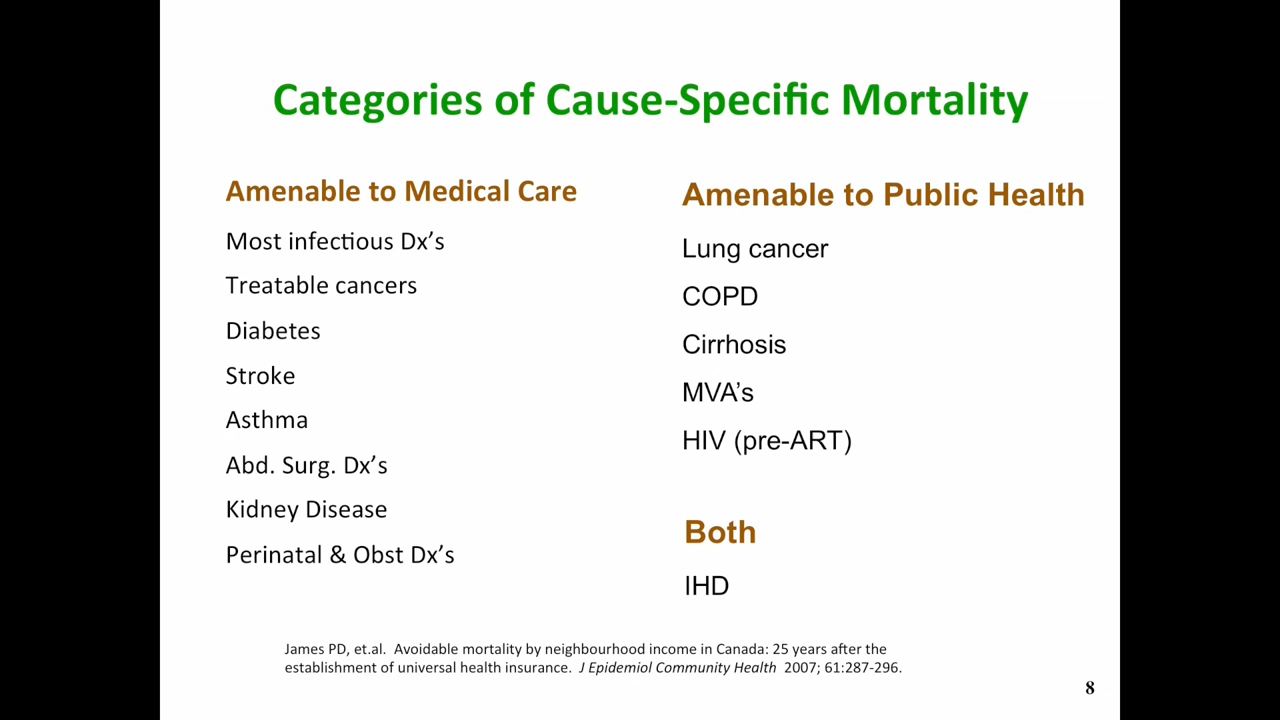 Categories of Cause-Specific Mortality
Amenable to Medical Care
Most infectious Dx’s
Treatable cancers
Diabetes
Stroke
Asthma
Abd. Surg. Dx’s
Kidney Disease
Perinatal & Obst Dx’s
Amenable to Public Health
Lung cancer
COPD
Cirrhosis
MVA’s
HIV (pre-ART)
Both
IHD
James PD, et.al. Avoidable mortality by neighbourhood income in Canada: 25 years after the
establishment of universal health insurance. J Epidemiol Community Health 2007; 61:287-296.
8